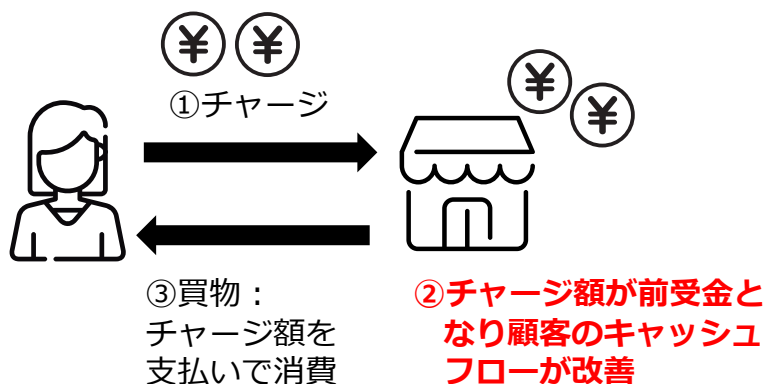 ¥ ¥
①チャージ
¥
¥
③買物：
チャージ額を
支払いで消費
②チャージ額が前受金と
なり顧客のキャッシュ
フローが改善